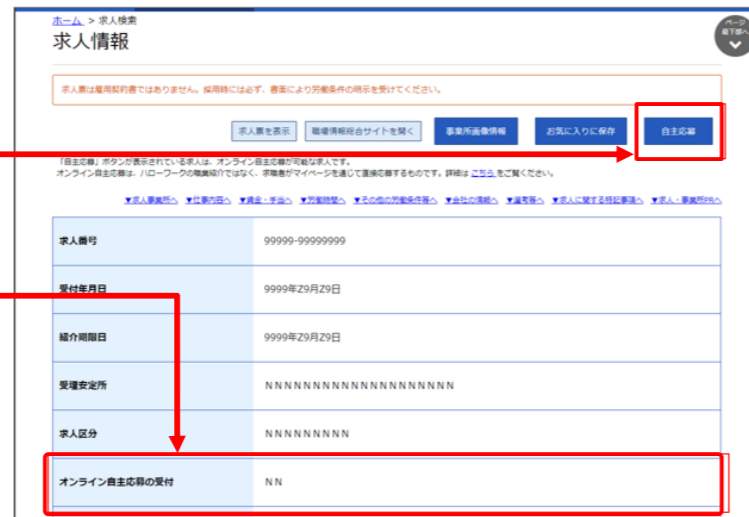 ホーム > 求人検索
求人情報
ページ
最下部へ
求人票は雇用契約書ではありません。採用時には必ず、書面により労働条件の明示を受けてください。
求人票を表示 職場情報総合サイトを開く 事業所画像情報 お気に入りに保存 自主応募
「自主応募」ボタンが表示されている求人は、オンライン自主応募が可能な求人です。
オンライン自主応募は、ハローワークの職業紹介ではなく、求職者がマイページを通じて直接応募するものです。詳細は こちら をご覧ください。
▼求人事業所へ ▼仕事内容へ ▼賃金・手当へ ▼労働時間へ ▼その他の労働条件等へ ▼会社の情報へ ▼選考等へ ▼求人に関する特記事項へ ▼求人・事業所PRへ
求人番号 99999-99999999
受付年月日 9999年Z9月Z9日
紹介期限日 9999年Z9月Z9日
受理安定所 NNNNNNNNNNNNNNNNNNNN
求人区分 NNNNNNNNN
オンライン自主応募の受付 NN